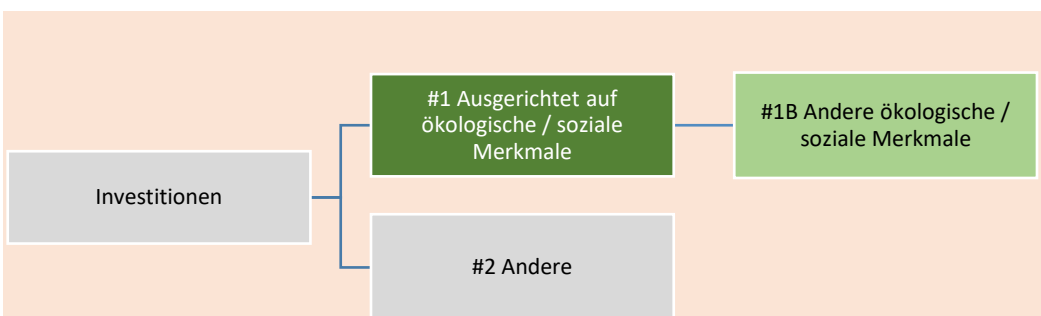 Investitionen
#1 Ausgerichtet auf
ökologische / soziale
Merkmale
#1B Andere ökologische /
soziale Merkmale
#2 Andere